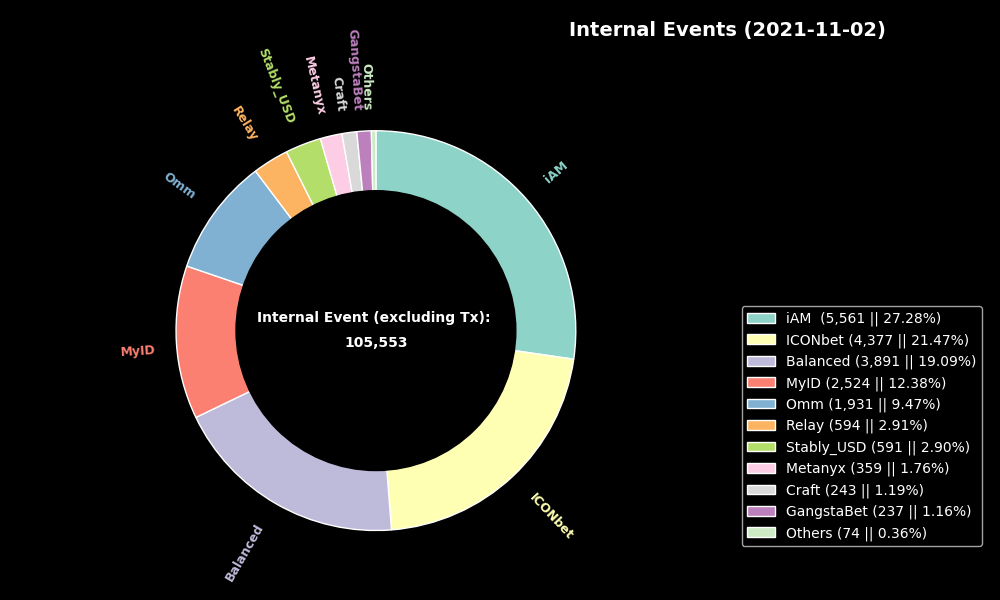 Internal Events (2021-11-02)
Others
GangstaBet
Craft
Metanyx
Stably_USD
Relay
Omm
MyID
Balanced
ICONbet
iAM
Internal Event (excluding Tx):
105,553
iAM  (5,561 || 27.28%)
ICONbet (4,377 || 21.47%)
Balanced (3,891 || 19.09%)
MyID (2,524 || 12.38%)
Omm (1,931 || 9.47%)
Relay (594 || 2.91%)
Stably_USD (591 || 2.90%)
Metanyx (359 || 1.76%)
Craft (243 || 1.19%)
GangstaBet (237 || 1.16%)
Others (74 || 0.36%)